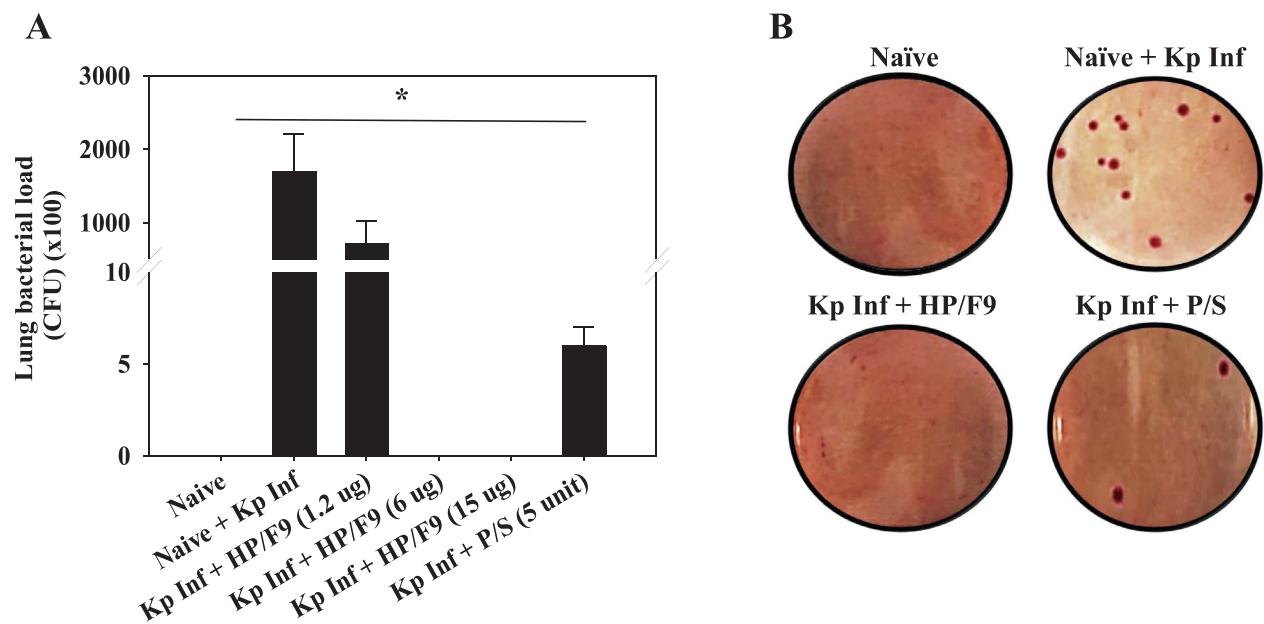 A
3000
2000
1000
10
5
0
Lung bacterial load
(CFU) (x100)
*
Naive
Naive + Kp Inf
Kp Inf + HP/F9 (1.2 ug)
Kp Inf + HP/F9 (6 ug)
Kp Inf + HP/F9 (15 ug)
Kp Inf + P/S (5 unit)
B
Naïve
Naïve + Kp Inf
Kp Inf + HP/F9
Kp Inf + P/S